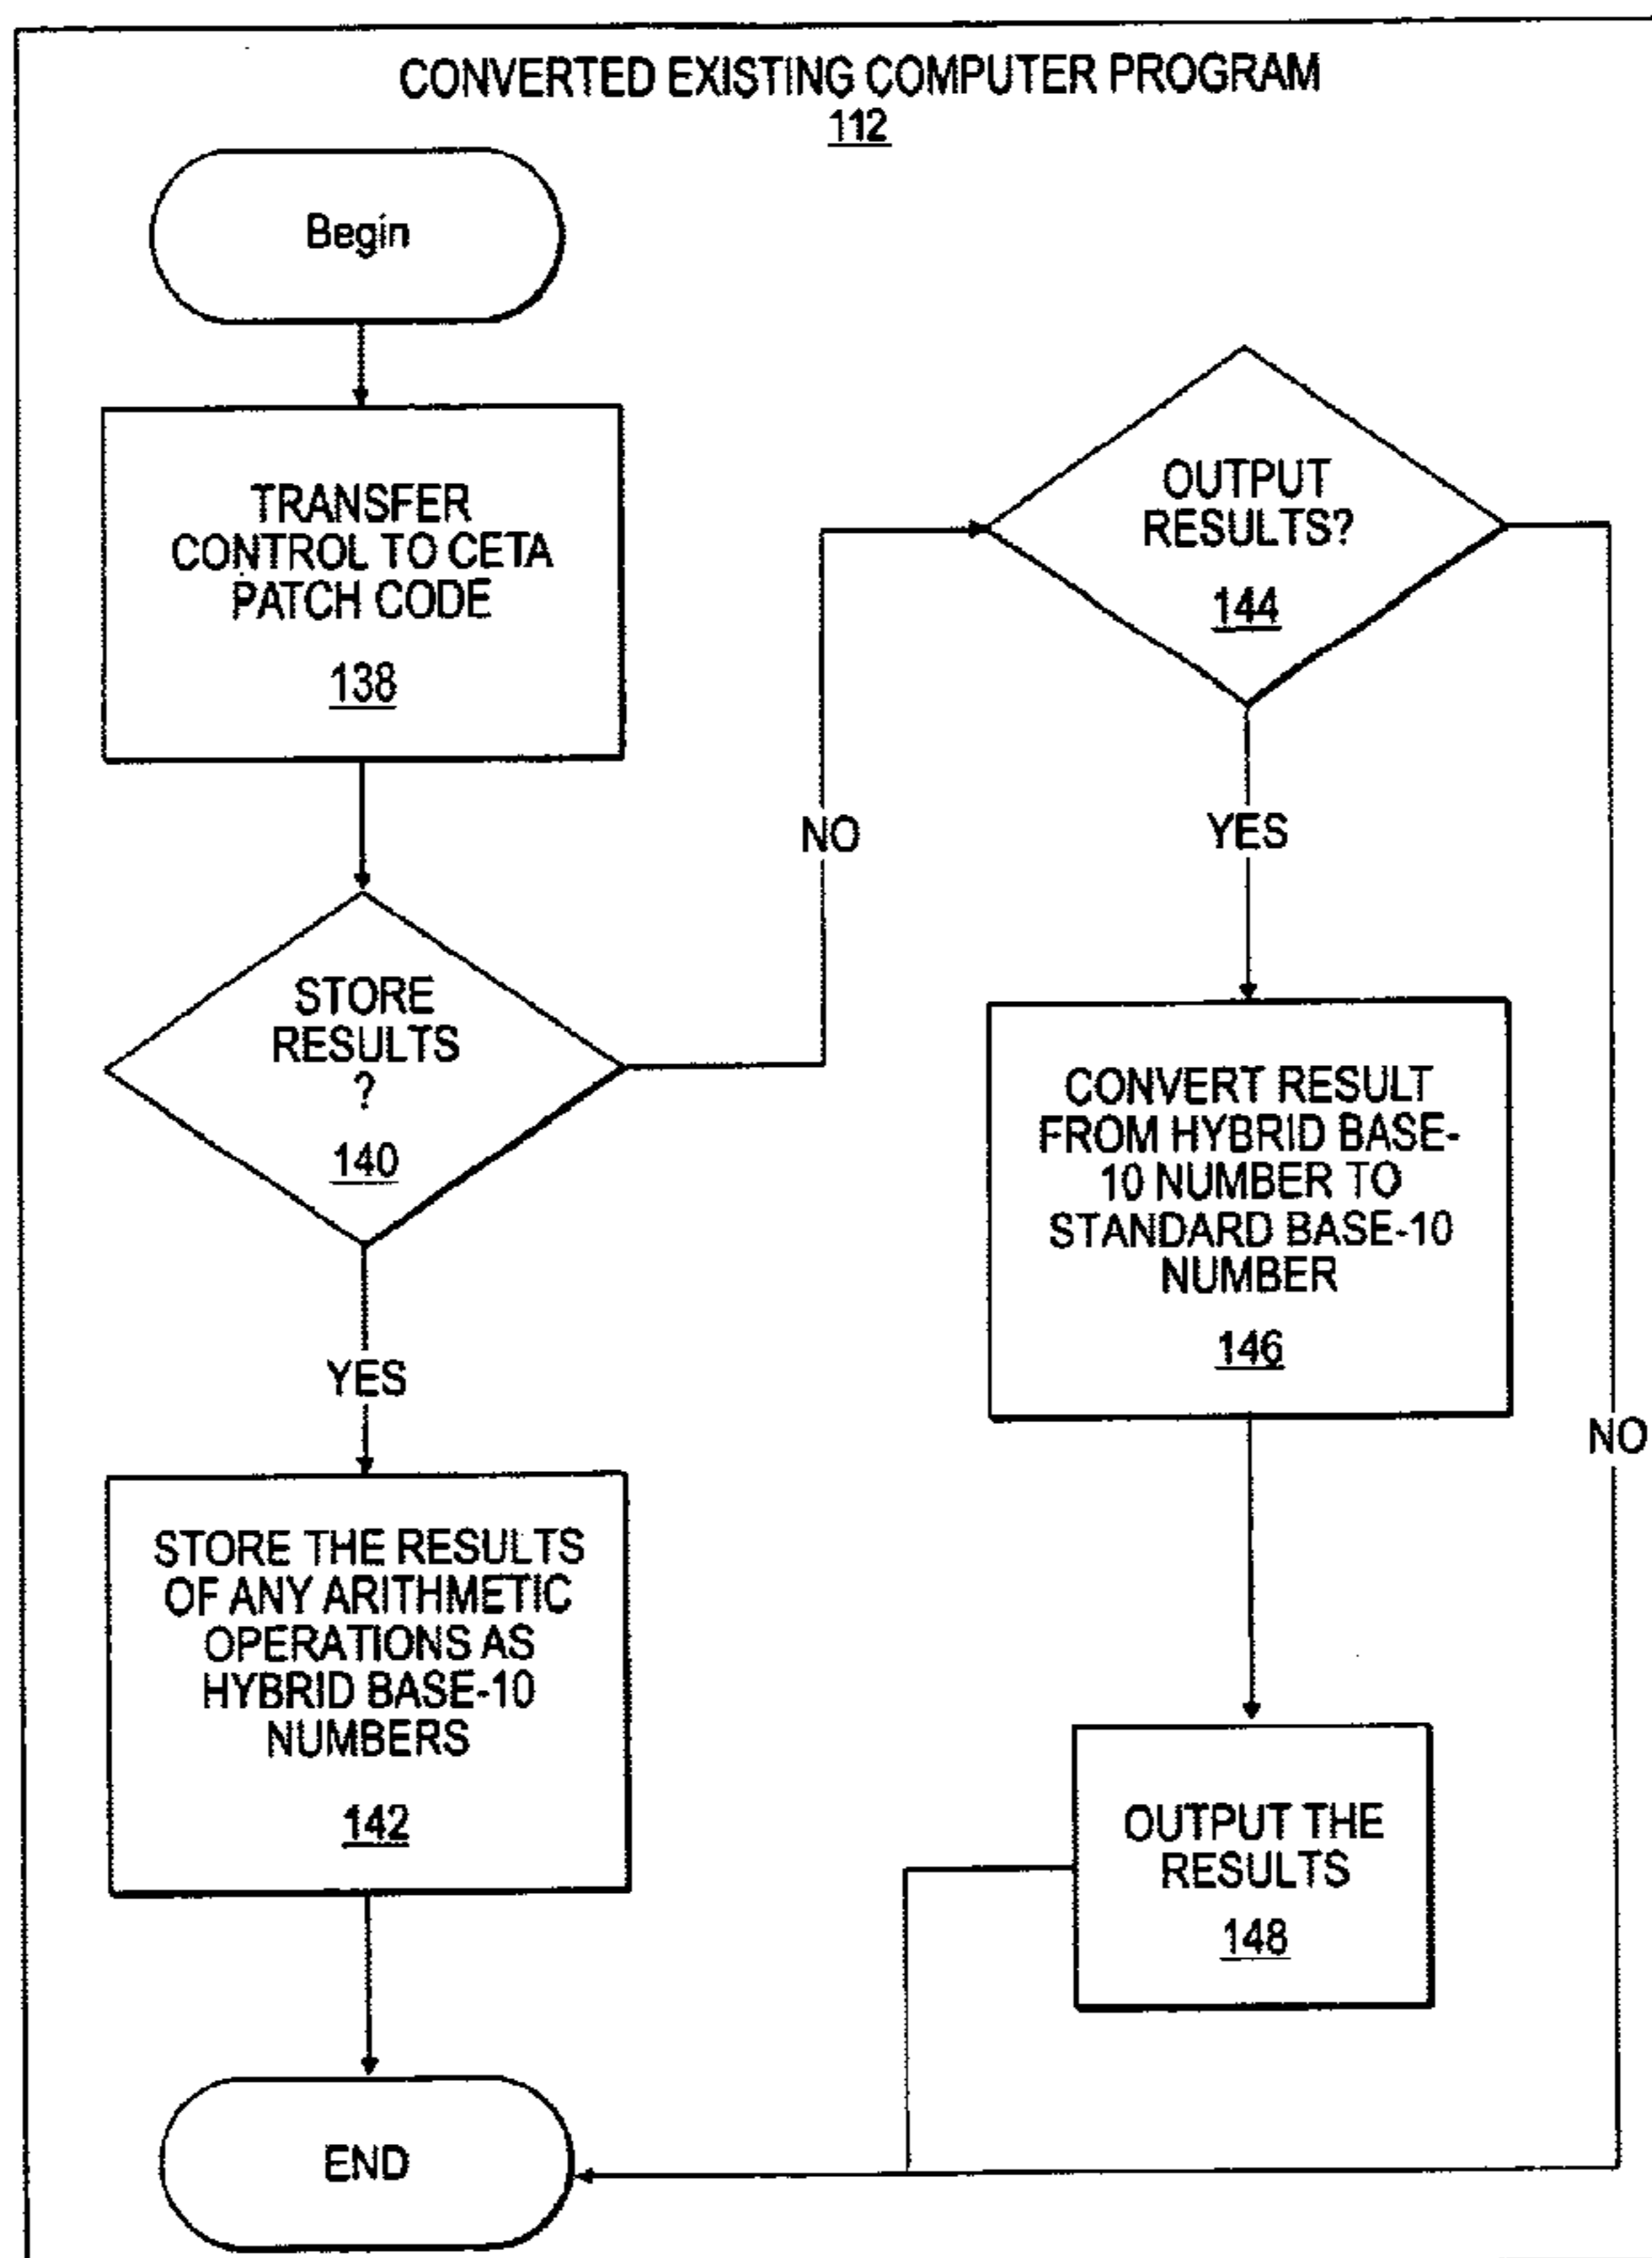 CONVERTED EXISTING COMPUTER PROGRAM
112
Begin
TRANSFER
CONTROL TO CETA
PATCH CODE
138
STORE
RESULTS
?
140
YES
STORE THE RESULTS
OF ANY ARITHMETIC
OPERATIONS AS
HYBRID BASE-10
NUMBERS
142
END
NO
OUTPUT
RESULTS?
144
YES
CONVERT RESULT
FROM HYBRID BASE-
10 NUMBER TO
STANDARD BASE-10
NUMBER
146
NO
OUTPUT THE
RESULTS
148